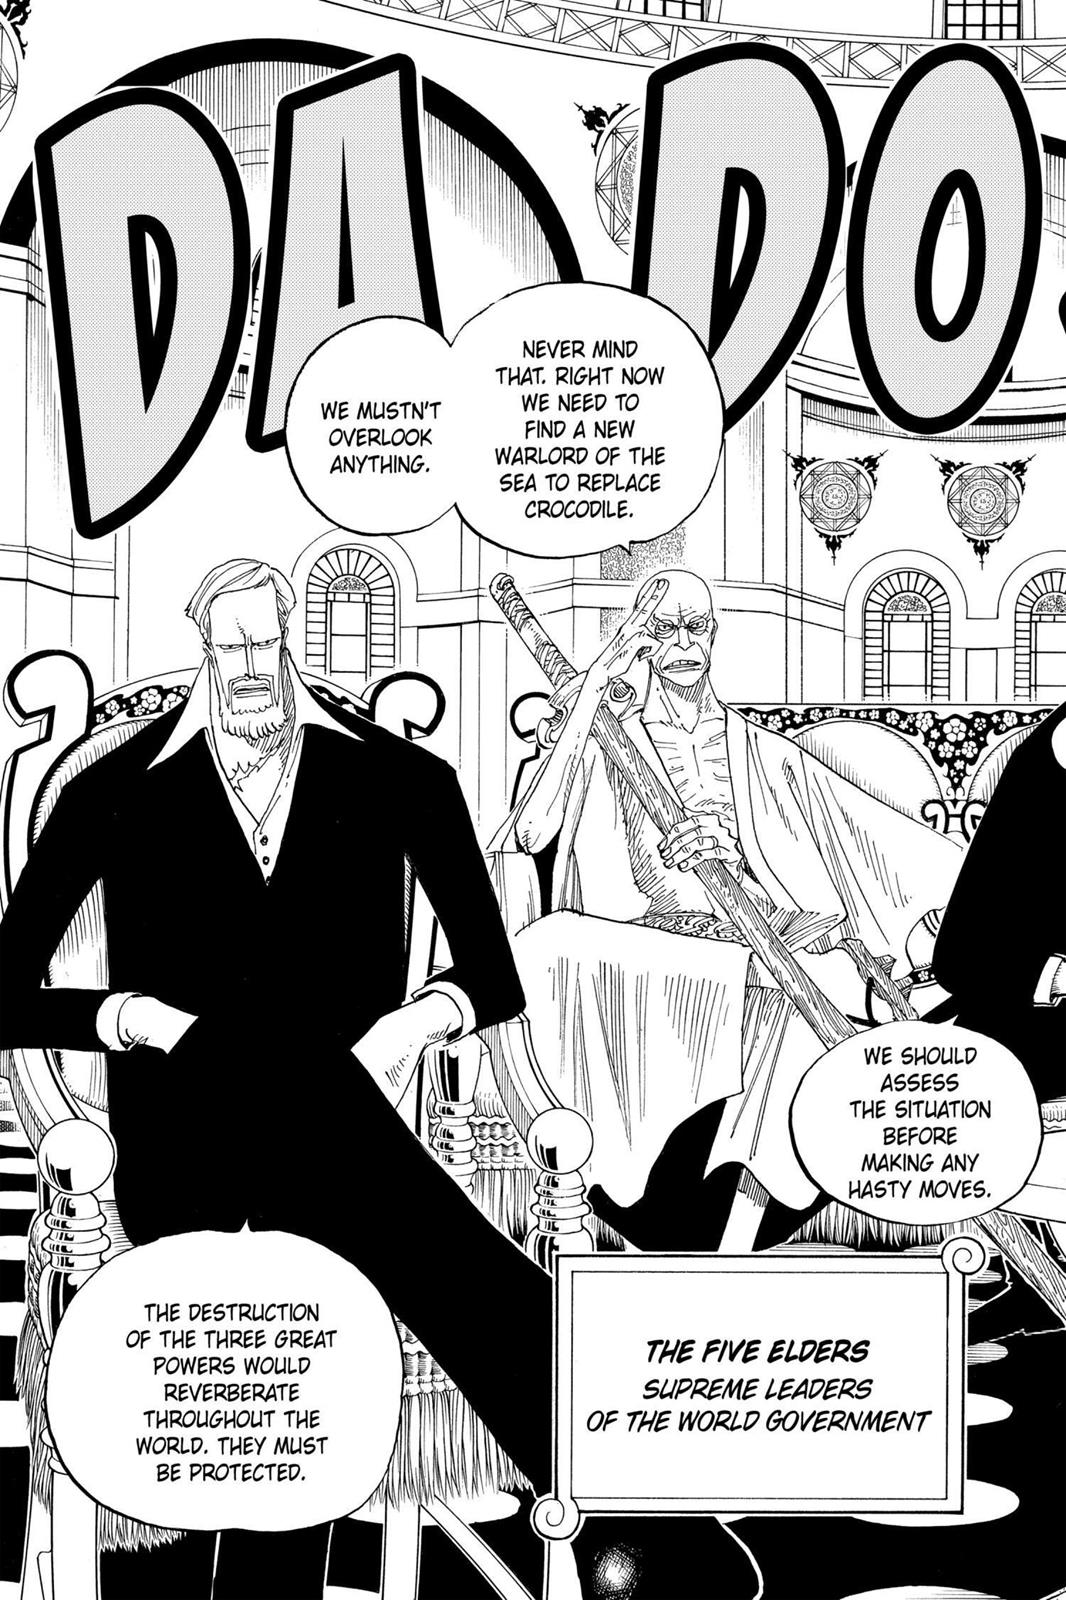 DA DO
NEVER MIND
THAT. RIGHT NOW
WE NEED TO
FIND A NEW
WARLORD OF THE
SEA TO REPLACE
CROCODILE.
WE MUSTN'T
OVERLOOK
ANYTHING.
WE SHOULD
ASSESS
THE SITUATION
BEFORE
MAKING ANY
HASTY MOVES.
THE DESTRUCTION
OF THE THREE GREAT
POWERS WOULD
REVERBERATE
THROUGHOUT THE
WORLD. THEY MUST
BE PROTECTED.
THE FIVE ELDERS
SUPREME LEADERS
OF THE WORLD GOVERNMENT